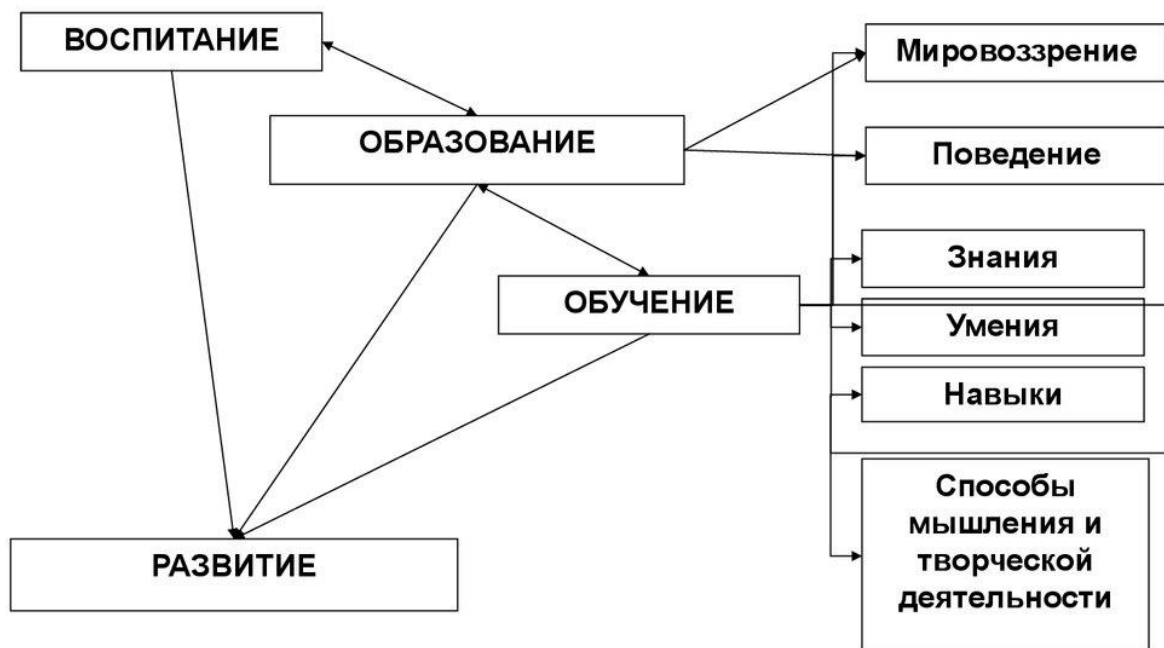 ВОСПИТАНИЕ
ОБРАЗОВАНИЕ
ОБУЧЕНИЕ
РАЗВИТИЕ
Мировоззрение
Поведение
Знания
Умения
Навыки
Способы
мышления и
творческой
деятельности